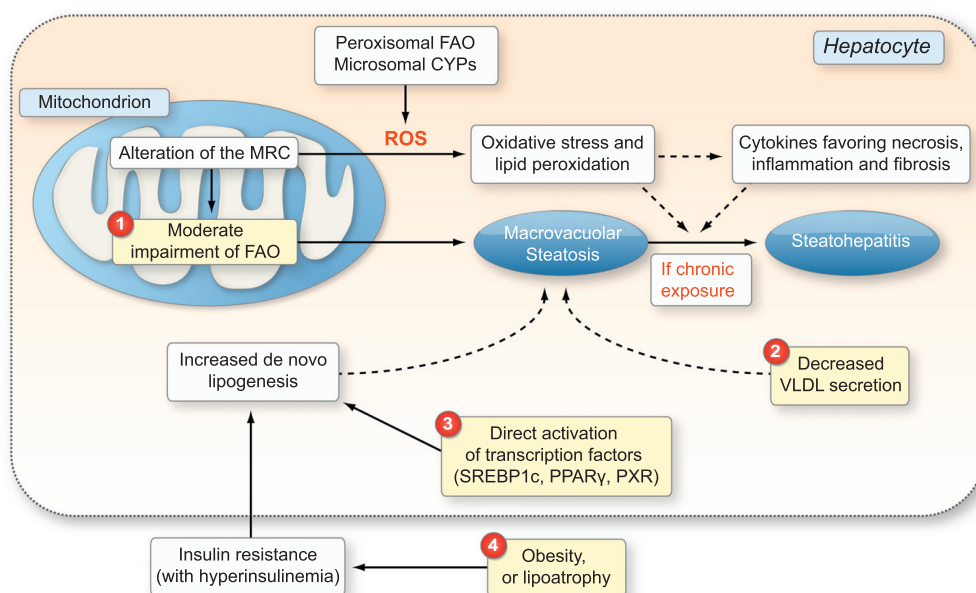 Peroxisomal FAO
Microsomal CYPs
Hepatocyte
Mitochondrion
ROS
Alteration of the MRC
Oxidative stress and
lipid peroxidation
Cytokines favoring necrosis,
inflammation and fibrosis
1
Moderate
impairment of FAO
Macrovacuolar
Steatosis
Steatohepatitis
If chronic
exposure
Increased de novo
lipogenesis
2
Decreased
VLDL secretion
3
Direct activation
of transcription factors
(SREBP1c, PPARγ, PXR)
Insulin resistance
(with hyperinsulinemia)
4
Obesity,
or lipoatrophy